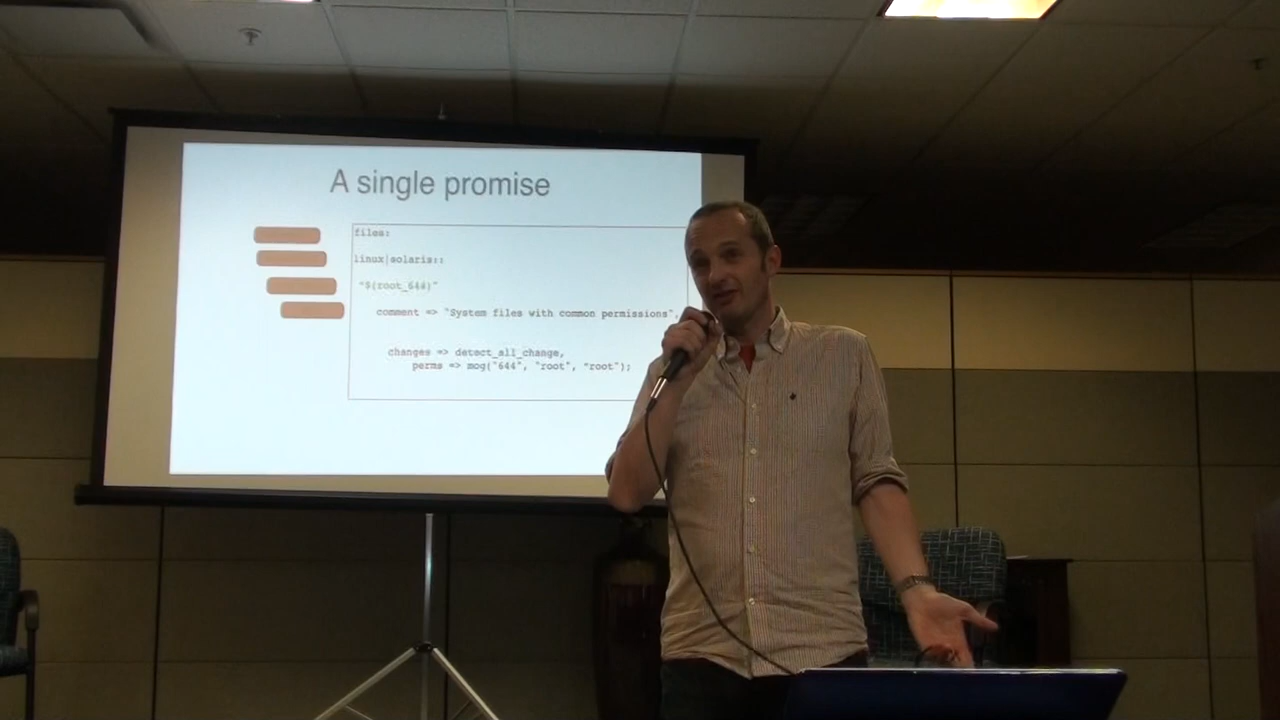 A single promise
files:
linux|solaris::
"$(root_644)"
comment => "System files with common permissions",
changes => detect_all_change,
perms => mog("644", "root", "root");